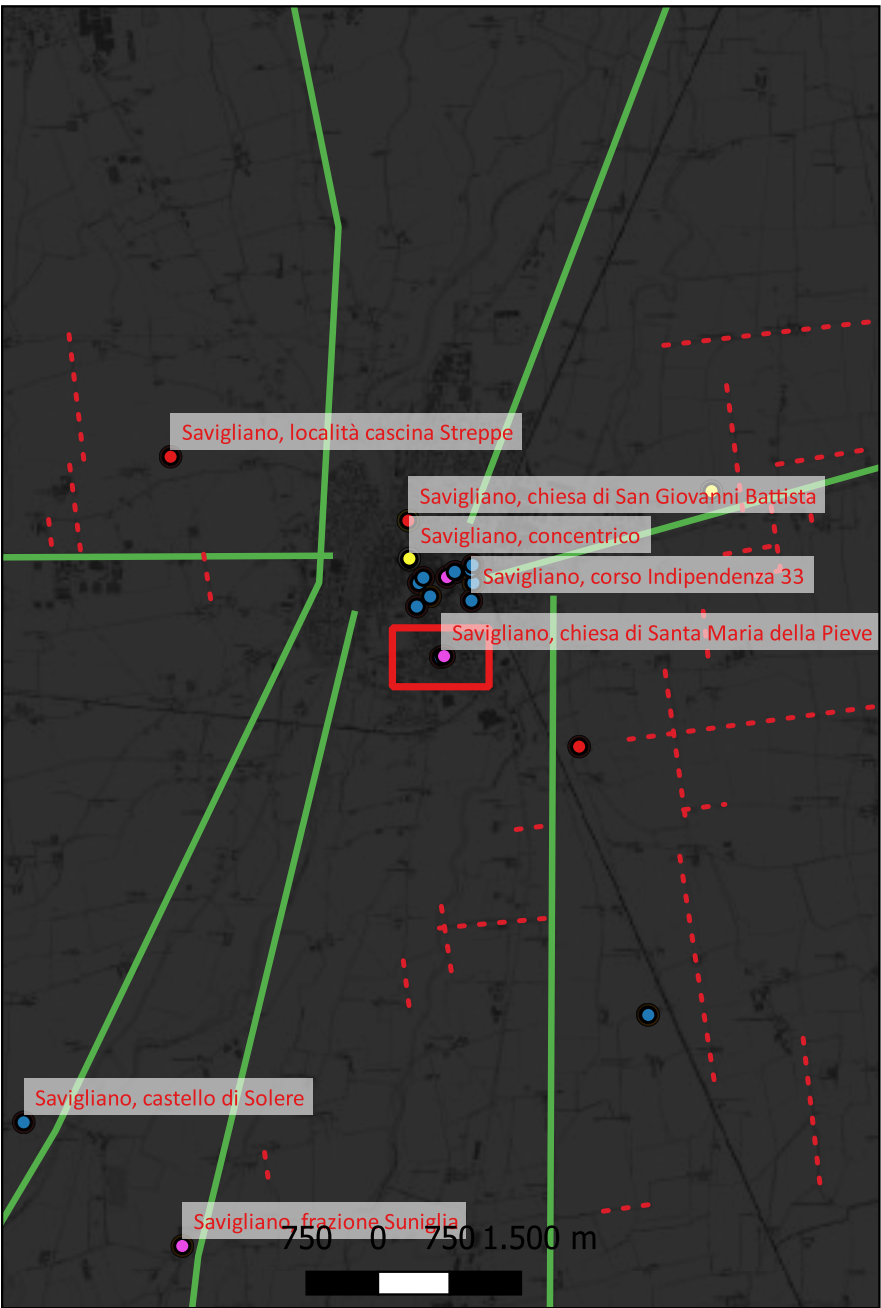 Savigliano, località cascina Streppe
Savigliano, chiesa di San Giovanni Battista
Savigliano, concentrico
Savigliano, corso Indipendenza 33
Savigliano, chiesa di Santa Maria della Pieve
Savigliano, castello di Solere
Savigliano, frazione Suniglia
750 0 750 1.500 m